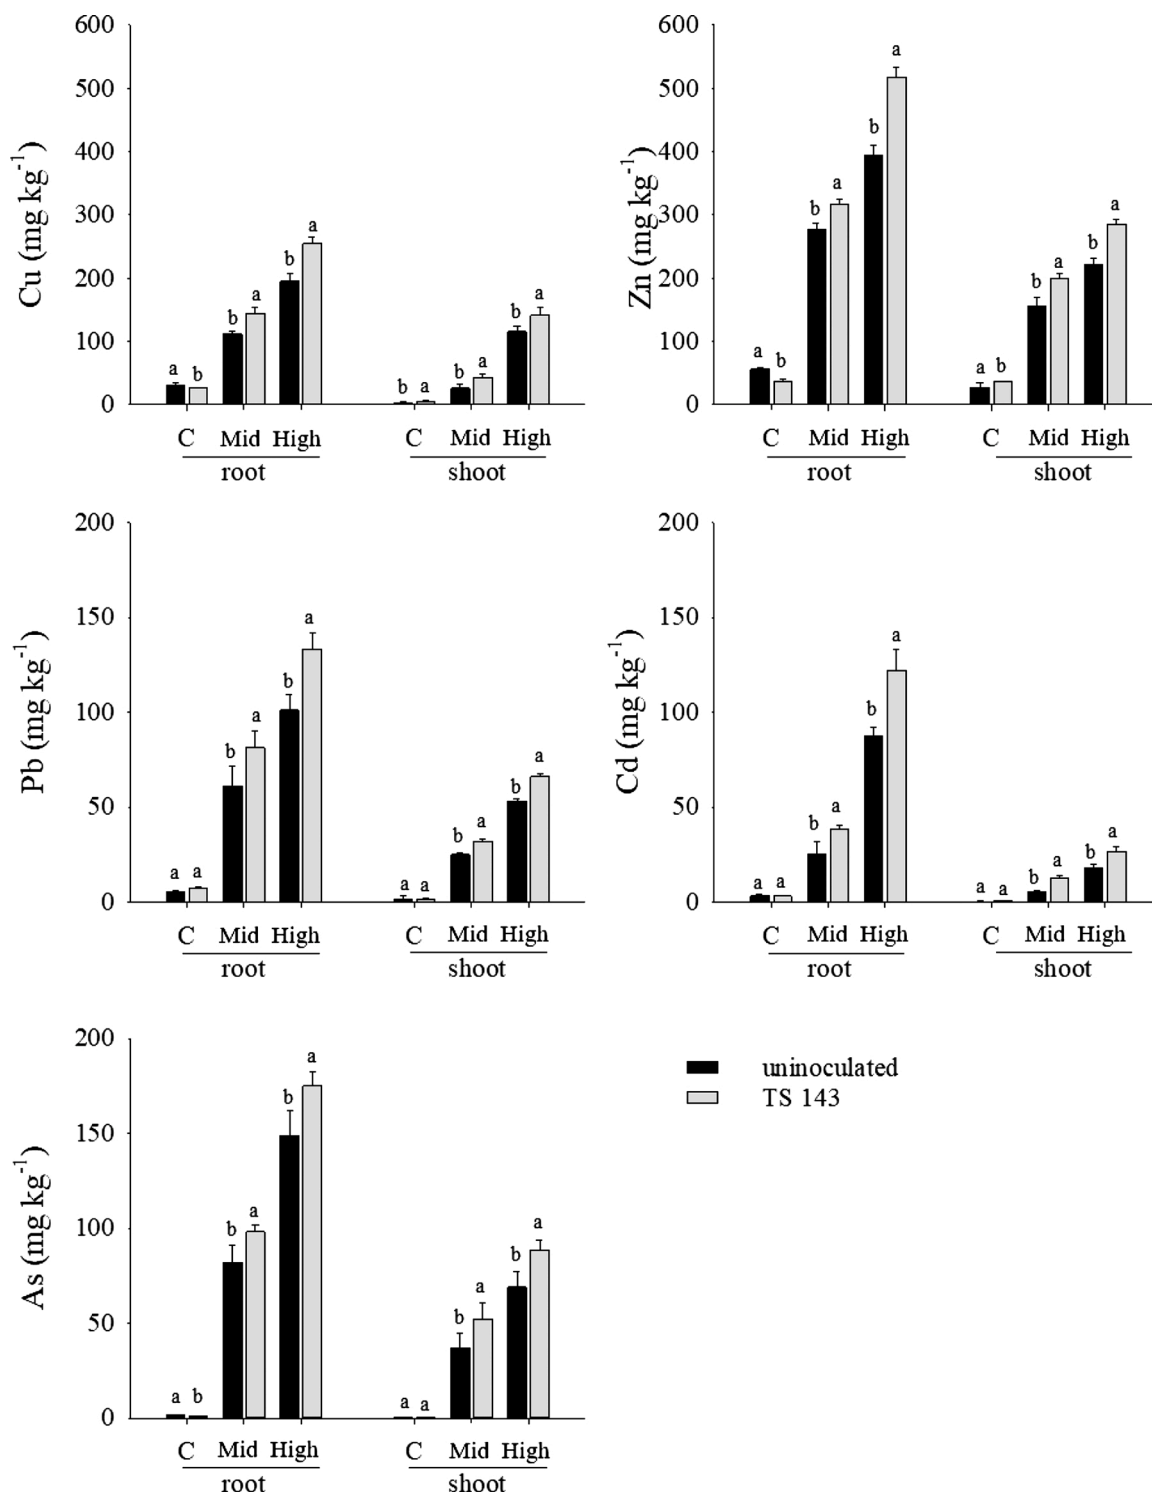 600
500
400
300
200
100
0
Cu (mg kg⁻¹)
a b b a b a
b a b a b a
C Mid High C Mid High
root shoot
600
500
400
300
200
100
0
Zn (mg kg⁻¹)
a b b a b a
a b b a b a
C Mid High C Mid High
root shoot
200
150
100
50
0
Pb (mg kg⁻¹)
a a b a b a
a a b a b a
C Mid High C Mid High
root shoot
200
150
100
50
0
Cd (mg kg⁻¹)
a a b a b a
a a b a b a
C Mid High C Mid High
root shoot
200
150
100
50
0
As (mg kg⁻¹)
a b b a b a
a a b a b a
C Mid High C Mid High
root shoot
uninoculated
TS 143